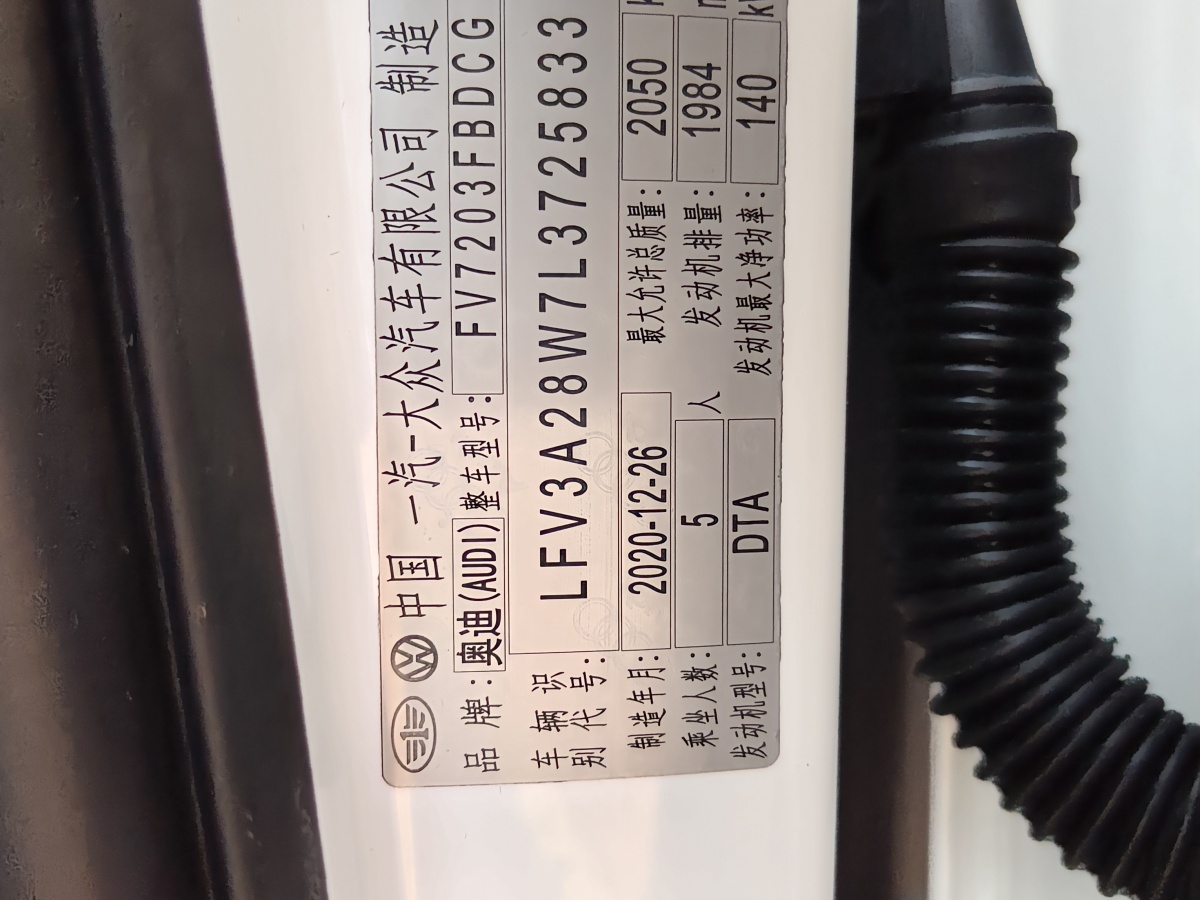 中国 一汽-大众汽车有限公司 制造
品牌:奥迪(AUDI) 整车型号: FV7203FBDCG
车辆识别代号: LFV3A28W7L3725833
制造年月: 2020-12-26 最大允许总质量: 2050
乘坐人数: 5 人 发动机排量: 1984
发动机型号: DTA 发动机最大净功率: 140